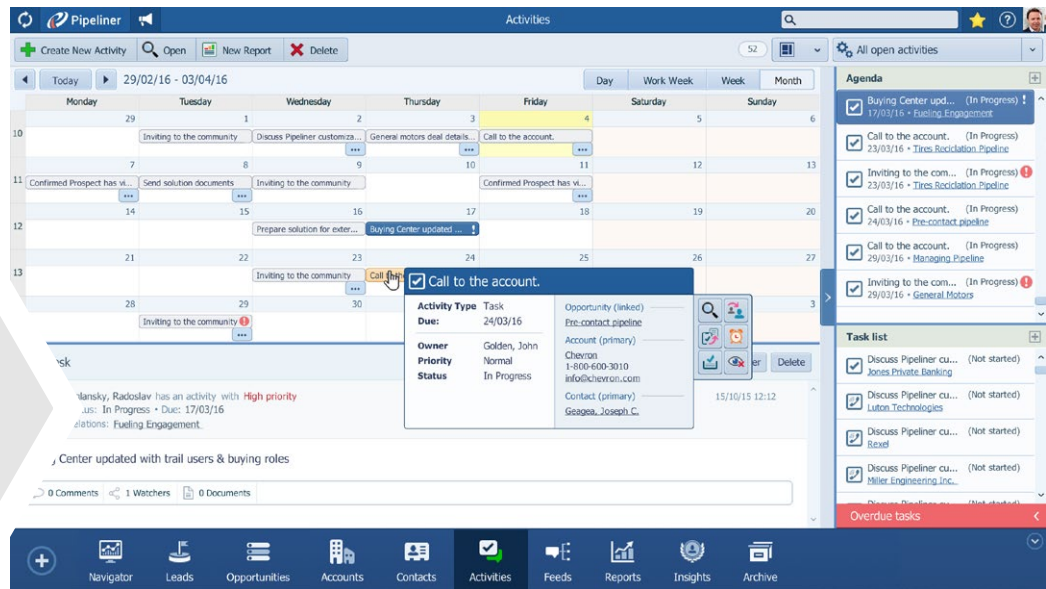 Pipeliner
Activities
Create New Activity
Open
New Report
Delete
52
All open activities
Today
29/02/16 - 03/04/16
Day
Work Week
Week
Month
Agenda
Monday
Tuesday
Wednesday
Thursday
Friday
Saturday
Sunday
29 1 2 3 4 5 6
10
Inviting to the community
Discuss Pipeliner customiza...
General motors deal details...
Call to the account.
7 8 9 10 11 12 13
11
Confirmed Prospect has vi...
Send solution documents
Inviting to the community
Confirmed Prospect has vi...
14 15 16 17 18 19 20
12
Prepare solution for exter...
Buying Center updated ... !
21 22 23 24 25 26 27
13
Inviting to the community
Call
28 29 30 3
Inviting to the community
Call to the account.
Activity Type Task
Due: 24/03/16
Owner Golden, John
Priority Normal
Status In Progress
Opportunity (linked)
Pre-contact pipeline
Account (primary)
Chevron
1-800-600-3010
info@chevron.com
Contact (primary)
Geagea, Joseph C.
Buying Center upd... (In Progress) !
17/03/16 • Fueling Engagement
Call to the account. (In Progress)
23/03/16 • Tires Reciclation Pipeline
Inviting to the com... (In Progress)
23/03/16 • Tires Reciclation Pipeline
Call to the account. (In Progress)
24/03/16 • Pre-contact pipeline
Call to the account. (In Progress)
29/03/16 • Managing Pipeline
Inviting to the com... (In Progress)
29/03/16 • General Motors
Task list
Discuss Pipeliner cu... (Not started)
Jones Private Banking
Discuss Pipeliner cu... (Not started)
Luton Technologies
Discuss Pipeliner cu... (Not started)
Rexel
Discuss Pipeliner cu... (Not started)
Miller Engineering Inc.
Overdue tasks
sk
er
Delete
nlansky, Radoslav has an activity with High priority
15/10/15 12:12
us: In Progress • Due: 17/03/16
elations: Fueling Engagement
Center updated with trail users & buying roles
0 Comments
1 Watchers
0 Documents
Navigator
Leads
Opportunities
Accounts
Contacts
Activities
Feeds
Reports
Insights
Archive